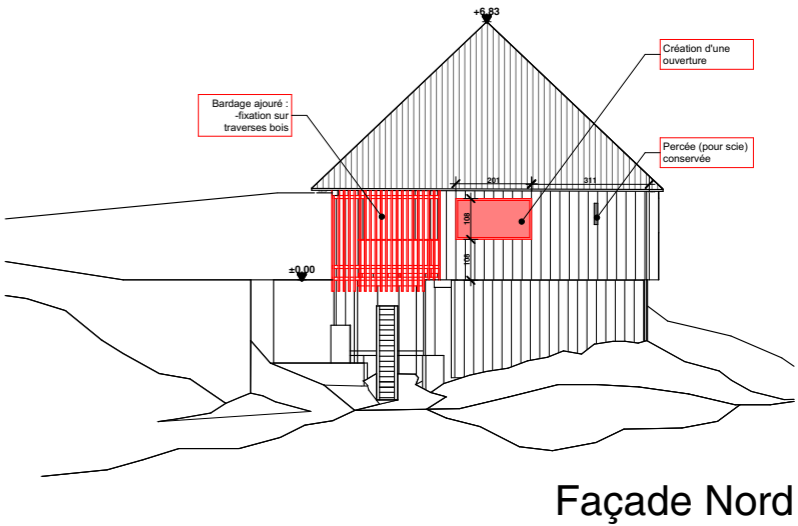 +6.83
Création d'une
ouverture
Bardage ajouré :
-fixation sur
traverses bois
Percée (pour scie)
conservée
201
311
108
108
±0.00
Façade Nord